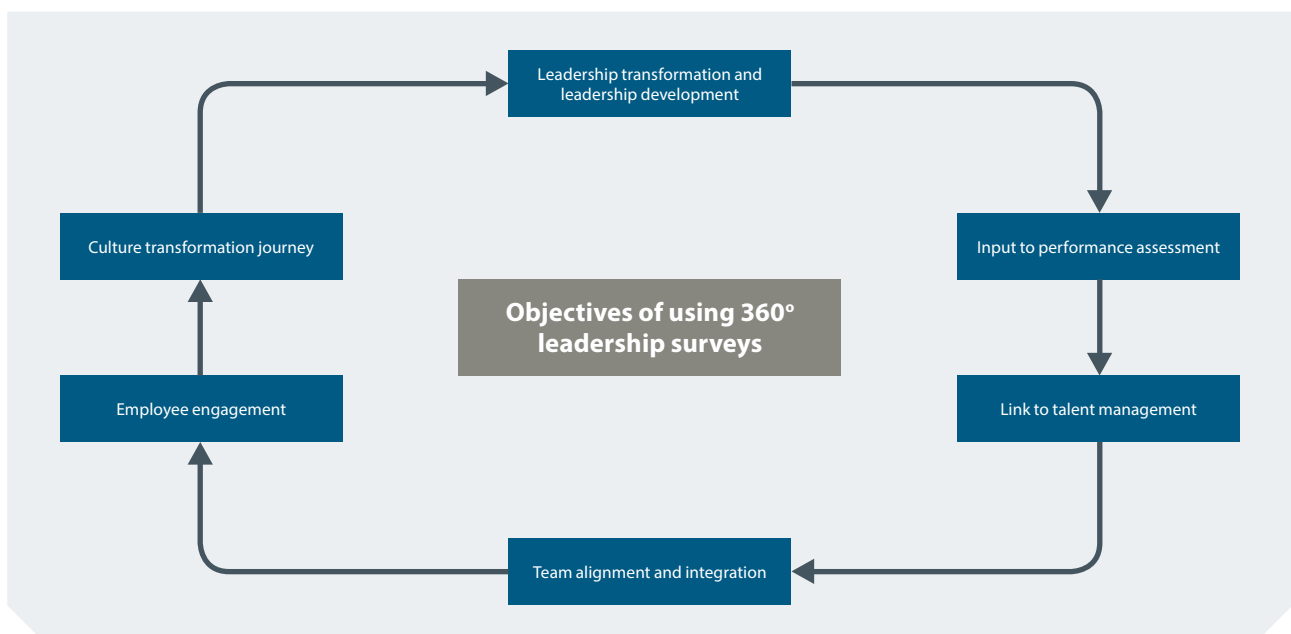 Leadership transformation and
leadership development
Culture transformation journey
Input to performance assessment
Objectives of using 360º
leadership surveys
Employee engagement
Link to talent management
Team alignment and integration